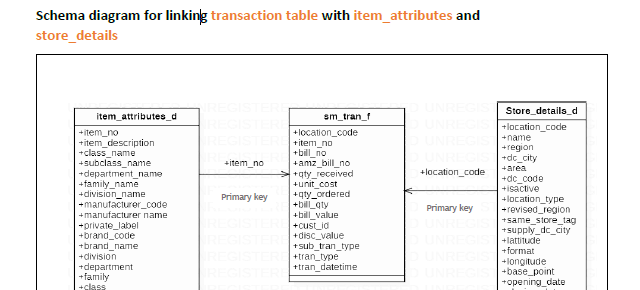 Schema diagram for linking transaction table with item_attributes and
store_details
item_attributes_d
+item_no
+item_description
+class_name
+subclass_name
+department_name
+family_name
+division_name
+manufacturer_code
+manufacturer name
+private_label
+brand_code
+brand_name
+division
+department
+family
+class
+item_no
Primary key
sm_tran_f
+location_code
+item_no
+bill_no
+amz_bill_no
+qty_received
+unit_cost
+qty_ordered
+bill_qty
+bill_value
+cust_id
+disc_value
+sub_tran_type
+tran_type
+tran_datetime
+location_code
Primary key
Store_details_d
+location_code
+name
+region
+dc_city
+area
+dc_code
+isactive
+location_type
+revised_region
+same_store_tag
+supply_dc_city
+lattitude
+format
+longitude
+base_point
+opening_date